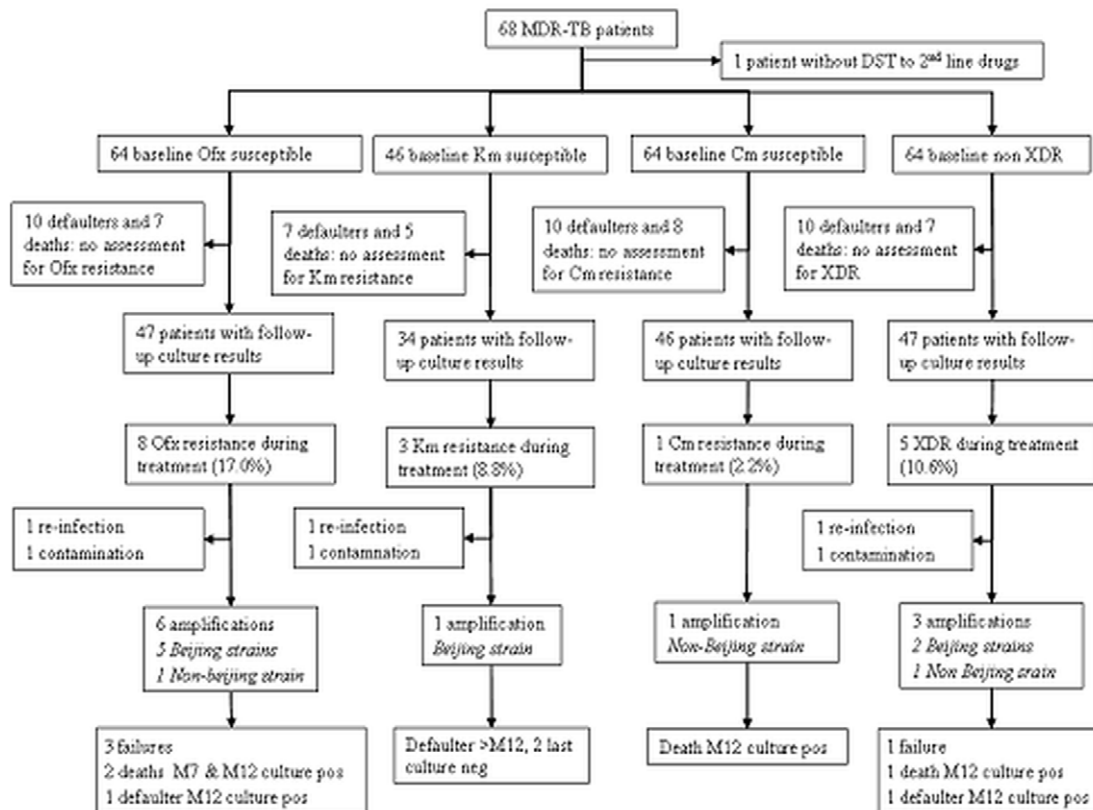 68 MDR-TB patients
1 patient without DST to 2nd line drugs
64 baseline Ofx susceptible
46 baseline Km susceptible
64 baseline Cm susceptible
64 baseline non XDR
10 defaulters and 7
deaths: no assessment
for Ofx resistance
7 defaulters and 5
deaths: no assessment
for Km resistance
10 defaulters and 8
deaths: no assessment
for Cm resistance
10 defaulters and 7
deaths: no assessment
for XDR
47 patients with follow-
up culture results
34 patients with follow-
up culture results
46 patients with follow-
up culture results
47 patients with follow-
up culture results
8 Ofx resistance during
treatment (17.0%)
3 Km resistance during
treatment (8.8%)
1 Cm resistance during
treatment (2.2%)
5 XDR during treatment
(10.6%)
1 re-infection
1 contamination
1 re-infection
1 contamnation
1 re-infection
1 contamination
6 amplifications
5 Beijing strains
1 Non-beijing strain
1 amplification
Beijing strain
1 amplification
Non-Beijing strain
3 amplifications
2 Beijing strains
1 Non Beijing srain
3 failures
2 deaths M7 & M12 culture pos
1 defaulter M12 culture pos
Defaulter >M12, 2 last
culture neg
Death M12 culture pos
1 failure
1 death M12 culture pos
1 defaulter M12 culture pos